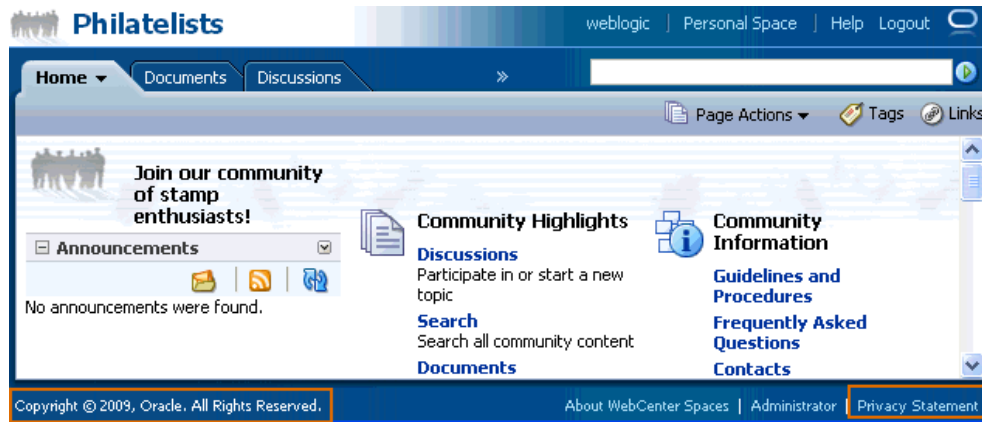 Philatelists
weblogic | Personal Space | Help Logout
Home Documents Discussions »
Page Actions Tags Links
Join our community
of stamp
enthusiasts!
Announcements
No announcements were found.
Community Highlights
Discussions
Participate in or start a new
topic
Search
Search all community content
Documents
Community
Information
Guidelines and
Procedures
Frequently Asked
Questions
Contacts
Copyright © 2009, Oracle. All Rights Reserved.
About WebCenter Spaces | Administrator | Privacy Statement